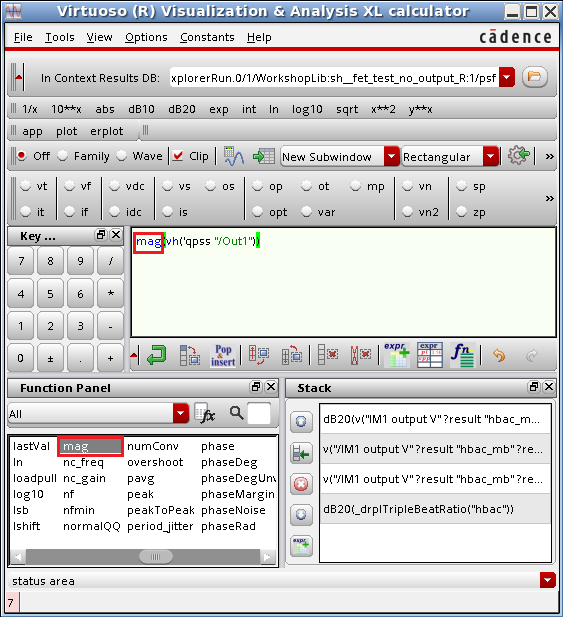 Virtuoso (R) Visualization & Analysis XL calculator
File Tools View Options Constants Help cādence
In Context Results DB: xplorerRun.0/1/WorkshopLib:sh__fet_test_no_output_R:1/psf
1/x 10**x abs dB10 dB20 exp int ln log10 sqrt x**2 y**x
app plot erplot
Off Family Wave Clip New Subwindow Rectangular »
vt vf vdc vs os op ot mp vn sp
it if idc is opt var vn2 zp »
Key ...
7 8 9 /
4 5 6 *
1 2 3 -
0 ± . +
mag(vh('qpss "/Out1"))
Pop & insert expr expr fn
Function Panel
All fx
lastVal mag numConv phase
ln nc_freq overshoot phaseDeg
loadpull nc_gain pavg phaseDegUnv
log10 nf peak phaseMargin
lsb nfmin peakToPeak phaseNoise
lshift normalQQ period_jitter phaseRad
Stack
dB20(v("IM1 output V" ?result "hbac_m...
v("/IM1 output V" ?result "hbac_mb" ?re...
v("/IM1 output V" ?result "hbac_mb" ?re...
dB20(_drplTripleBeatRatio("hbac"))
expr
status area
7